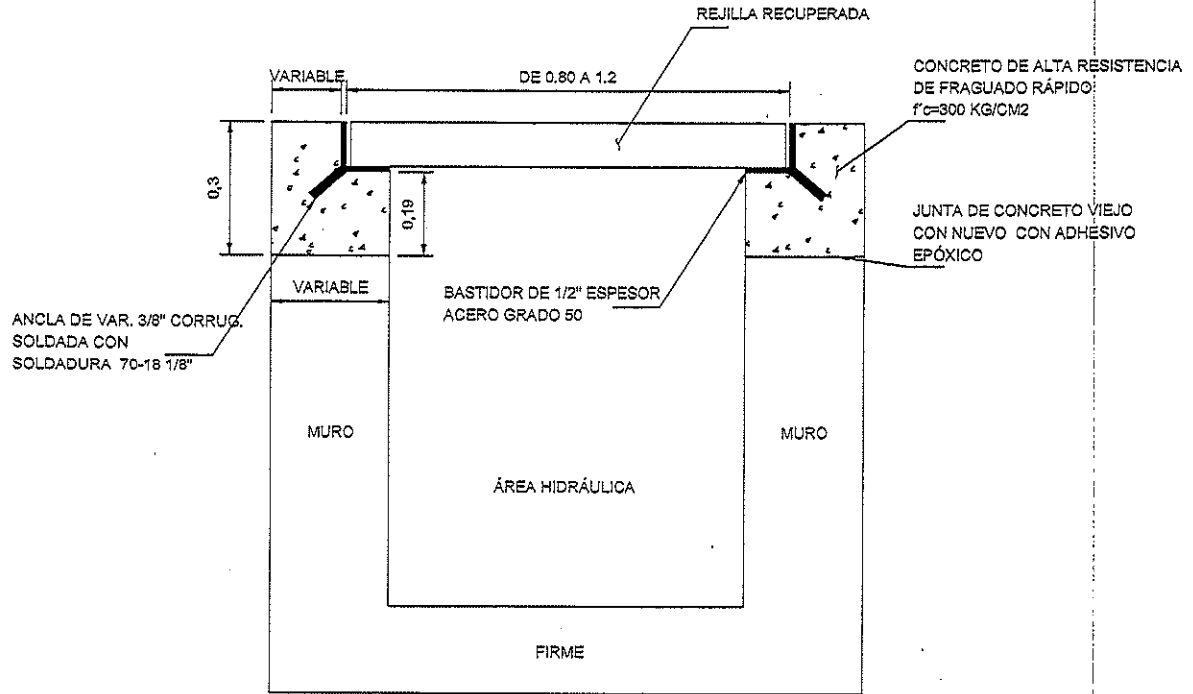 REJILLA RECUPERADA
VARIABLE
DE 0.80 A 1.2
CONCRETO DE ALTA RESISTENCIA
DE FRAGUADO RÁPIDO
f'c=300 KG/CM2
0,3
0,19
JUNTA DE CONCRETO VIEJO
CON NUEVO CON ADHESIVO
EPÓXICO
VARIABLE
BASTIDOR DE 1/2" ESPESOR
ACERO GRADO 50
ANCLA DE VAR. 3/8" CORRUG.
SOLDADA CON
SOLDADURA 70-18 1/8"
MURO
MURO
ÁREA HIDRÁULICA
FIRME